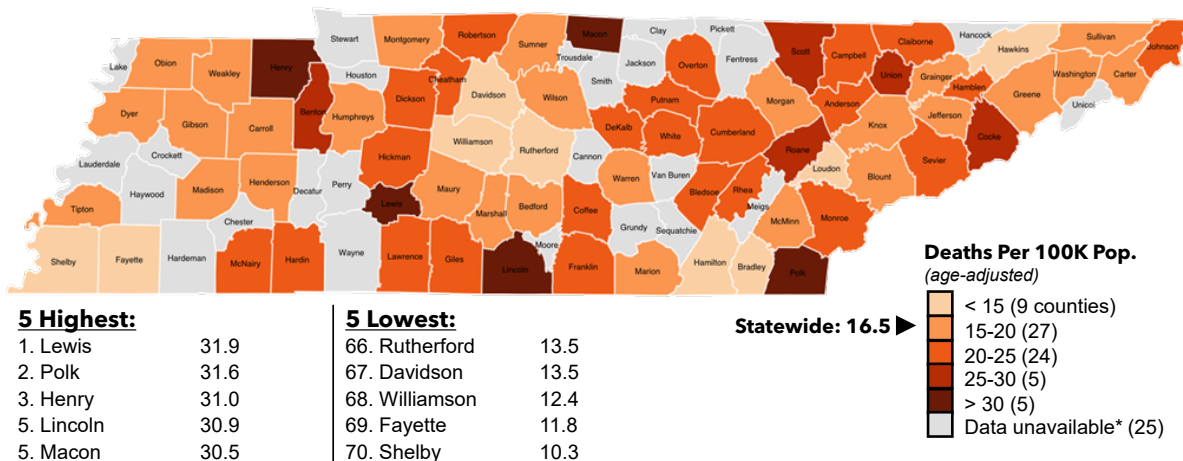 Stewart
Montgomery
Robertson
Sumner
Macon
Clay
Pickett
Trousdale
Smith
Jackson
Overton
Fentress
Scott
Campbell
Claiborne
Hancock
Hawkins
Sullivan
Johnson
Lake
Obion
Weakley
Henry
Houston
Benton
Humphreys
Dickson
Cheatham
Davidson
Wilson
Putnam
DeKalb
White
Cumberland
Morgan
Anderson
Union
Grainger
Hamblen
Greene
Washington
Carter
Unicoi
Dyer
Gibson
Carroll
Hickman
Williamson
Rutherford
Cannon
Warren
Van Buren
Bledsoe
Rhea
Roane
Loudon
Knox
Jefferson
Cocke
Sevier
Blount
Lauderdale
Crockett
Haywood
Madison
Henderson
Decatur
Perry
Lewis
Maury
Marshall
Bedford
Coffee
Grundy
Sequatchie
Meigs
McMinn
Monroe
Tipton
Chester
Shelby
Fayette
Hardeman
McNairy
Hardin
Wayne
Lawrence
Giles
Lincoln
Moore
Franklin
Marion
Hamilton
Bradley
Polk
Deaths Per 100K Pop.
(age-adjusted)
< 15 (9 counties)
Statewide: 16.5
15-20 (27)
20-25 (24)
25-30 (5)
> 30 (5)
Data unavailable* (25)
5 Highest:
1. Lewis 31.9
2. Polk 31.6
3. Henry 31.0
5. Lincoln 30.9
5. Macon 30.5
5 Lowest:
66. Rutherford 13.5
67. Davidson 13.5
68. Williamson 12.4
69. Fayette 11.8
70. Shelby 10.3